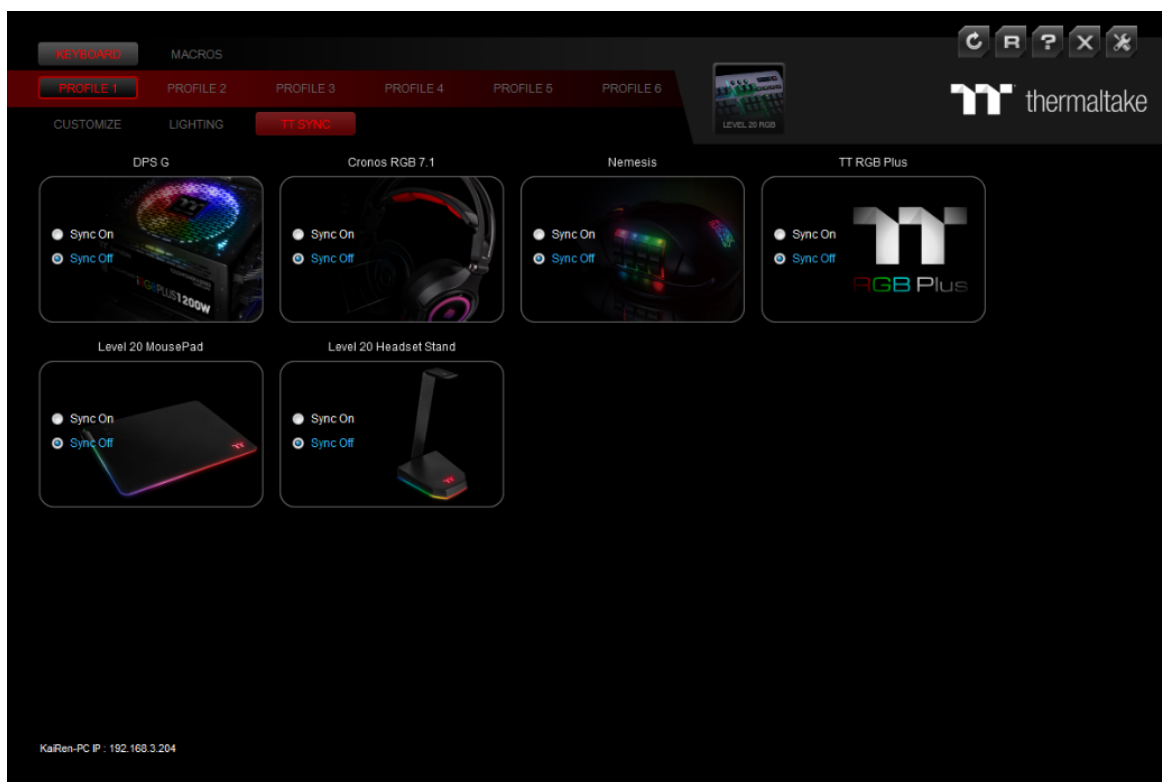 KEYBOARD MACROS
PROFILE 1 PROFILE 2 PROFILE 3 PROFILE 4 PROFILE 5 PROFILE 6
LEVEL 20 RGB
thermaltake
CUSTOMIZE LIGHTING TT SYNC
DPS G Cronos RGB 7.1 Nemesis TT RGB Plus
Sync On Sync On Sync On Sync On
Sync Off Sync Off Sync Off Sync Off
RGB Plus
RGBPLUS1200W
Level 20 MousePad Level 20 Headset Stand
Sync On Sync On
Sync Off Sync Off
KaiRen-PC IP : 192.168.3.204